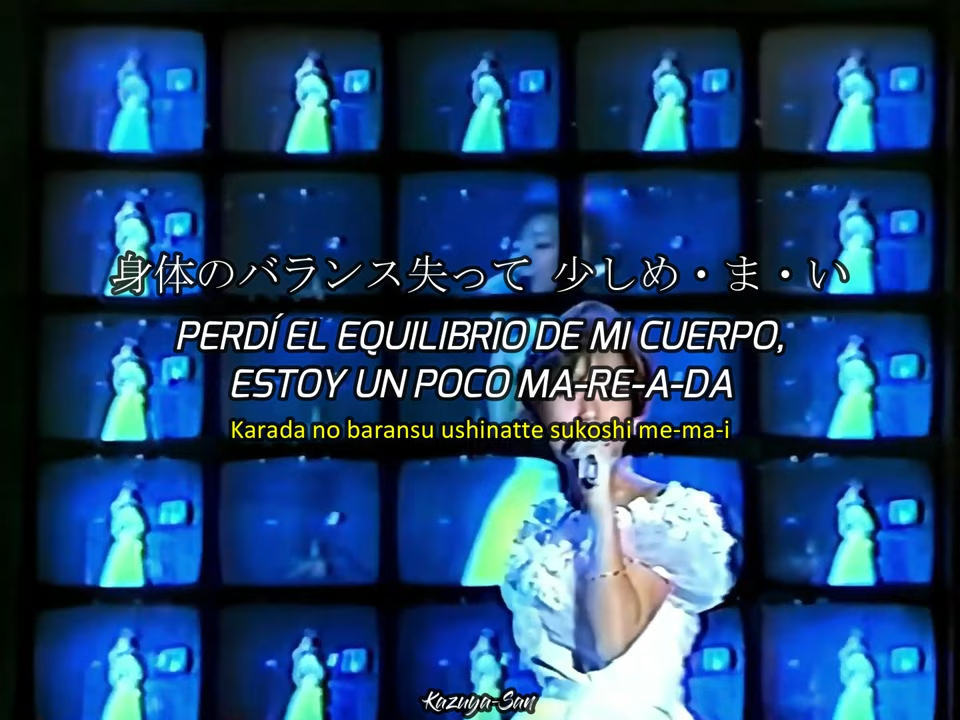 身体のバランス失って 少しめ・ま・い
PERDÍ EL EQUILIBRIO DE MI CUERPO,
ESTOY UN POCO MA-RE-A-DA
Karada no baransu ushinatte sukoshi me-ma-i
Kazuya-San